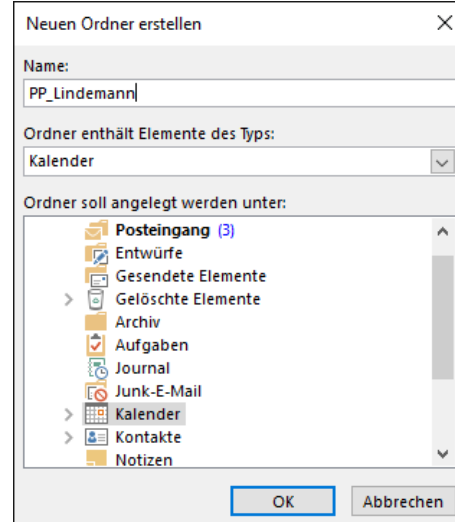 Neuen Ordner erstellen
Name:
PP_Lindemann
Ordner enthält Elemente des Typs:
Kalender
Ordner soll angelegt werden unter:
Posteingang (3)
Entwürfe
Gesendete Elemente
Gelöschte Elemente
Archiv
Aufgaben
Journal
Junk-E-Mail
Kalender
Kontakte
Notizen
OK Abbrechen